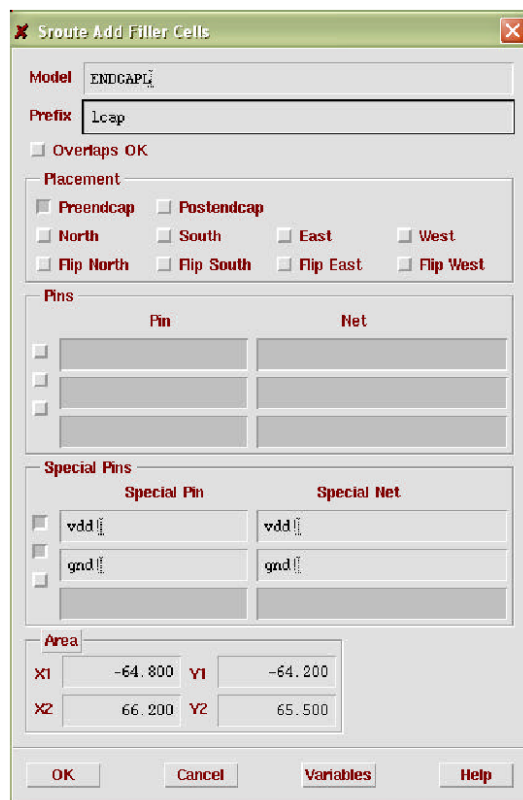 Sroute Add Filler Cells
Model ENDCAPL
Prefix lcap
Overlaps OK
Placement
Preendcap Postendcap
North South East West
Flip North Flip South Flip East Flip West
Pins
Pin Net
Special Pins
Special Pin Special Net
vdd! vdd!
gnd! gnd!
Area
X1 -64.800 Y1 -64.200
X2 66.200 Y2 65.500
OK Cancel Variables Help